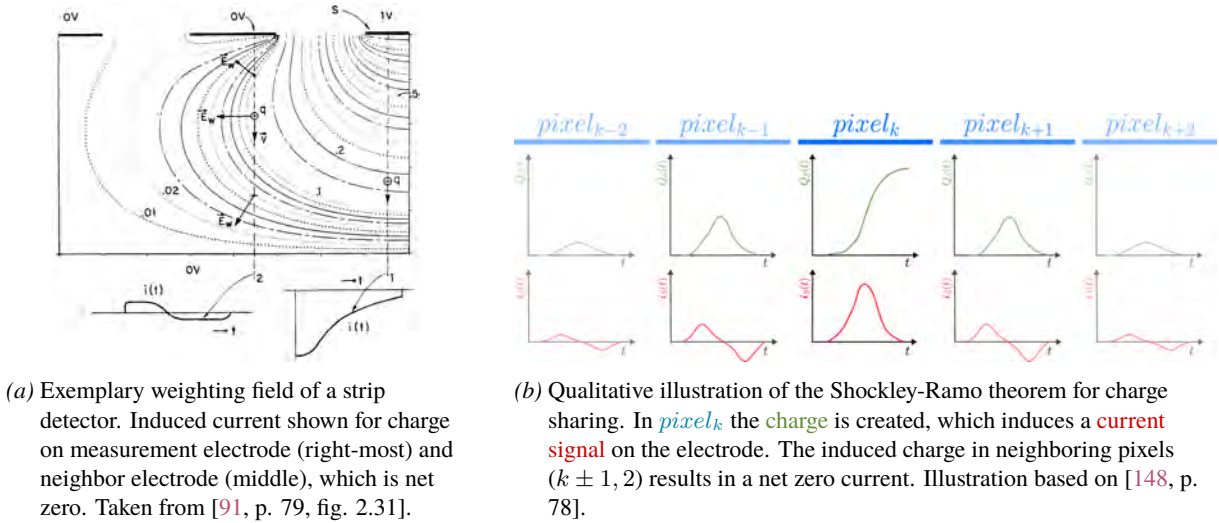 0V 0V S 1V
E_w
q
E_w
v
.5
.2
q
.02
.1
.01
E_w
0V
2
1
i(t)
→ t
→ t
i(t)
pixel_{k-2} pixel_{k-1} pixel_k pixel_{k+1} pixel_{k+2}
t t t t t
t t t t t
(a) Exemplary weighting field of a strip
detector. Induced current shown for charge
on measurement electrode (right-most) and
neighbor electrode (middle), which is net
zero. Taken from [91, p. 79, fig. 2.31].
(b) Qualitative illustration of the Shockley-Ramo theorem for charge
sharing. In pixel_k the charge is created, which induces a current
signal on the electrode. The induced charge in neighboring pixels
(k ± 1, 2) results in a net zero current. Illustration based on [148, p.
78].